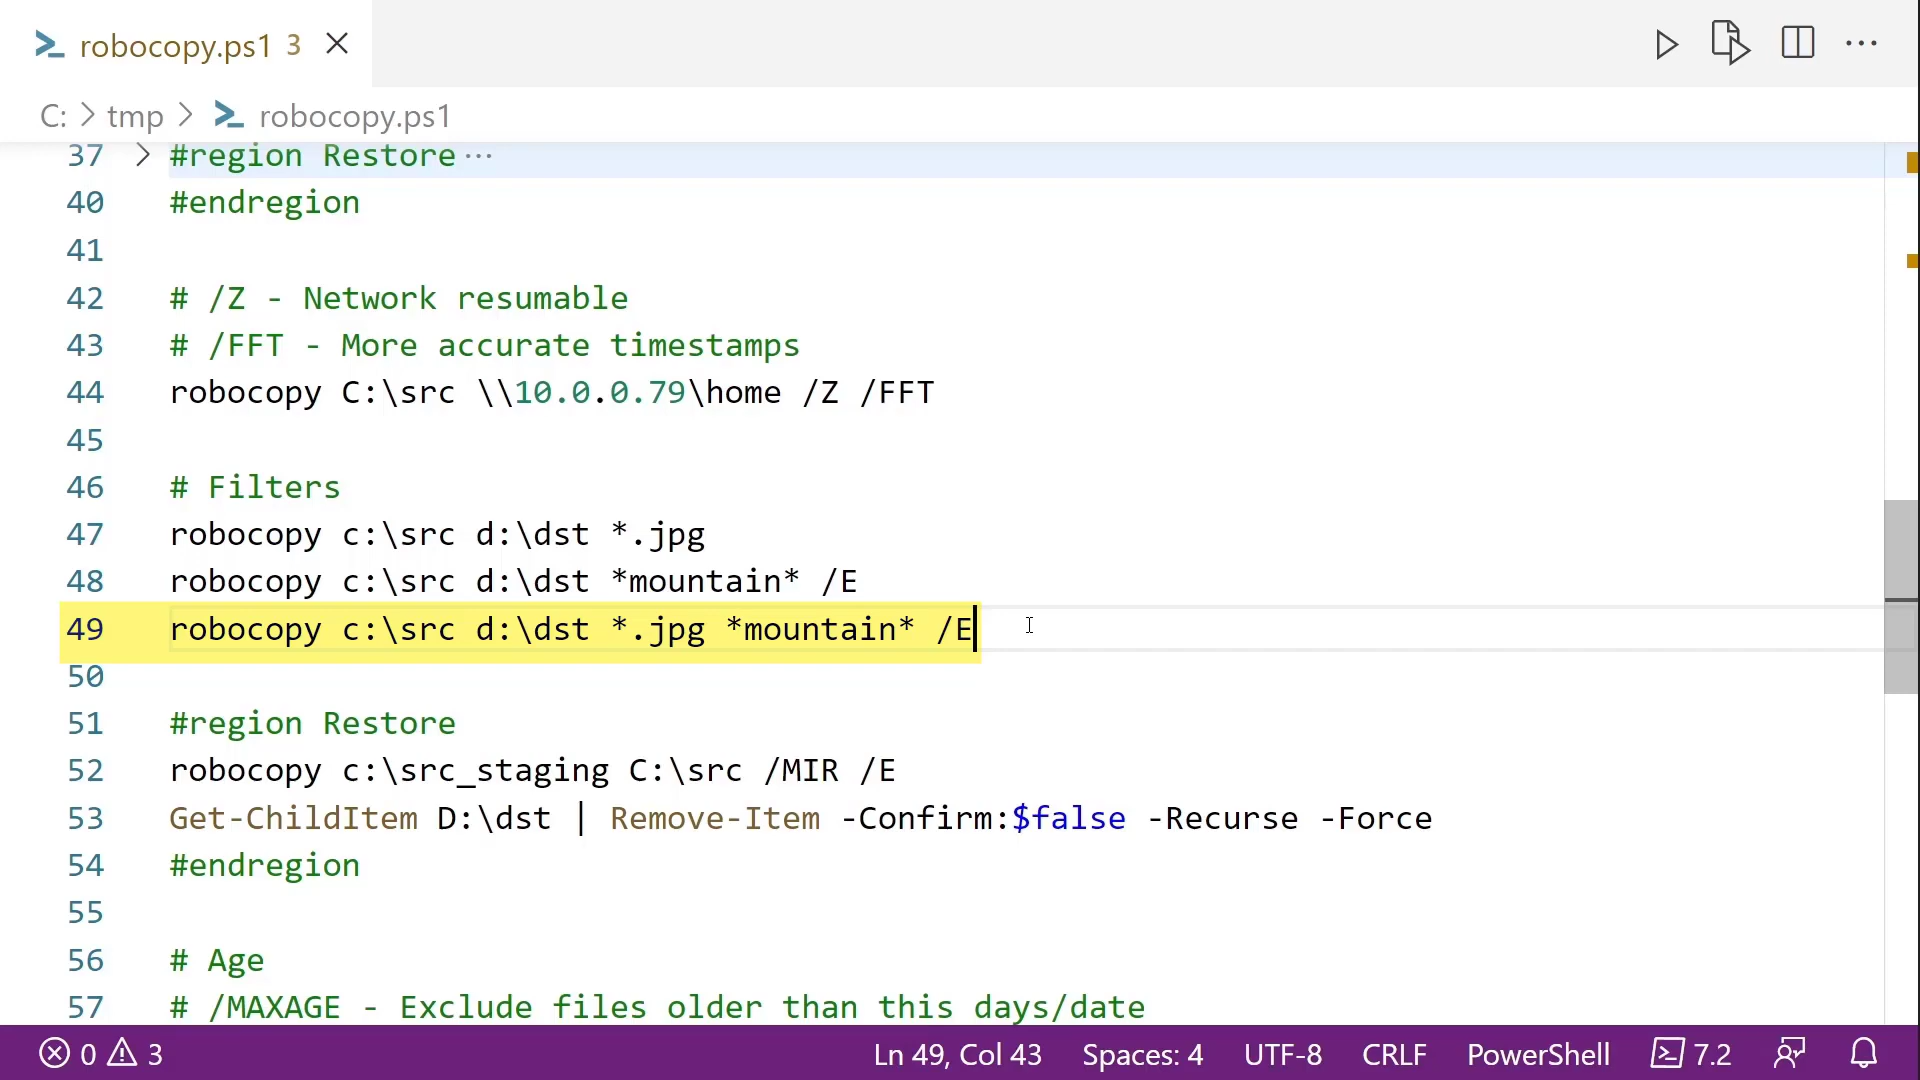 robocopy.ps1 3
C: > tmp > robocopy.ps1
37 > #region Restore ···
40 #endregion
41
42 # /Z - Network resumable
43 # /FFT - More accurate timestamps
44 robocopy C:\src \\10.0.0.79\home /Z /FFT
45
46 # Filters
47 robocopy c:\src d:\dst *.jpg
48 robocopy c:\src d:\dst *mountain* /E
49 robocopy c:\src d:\dst *.jpg *mountain* /E
50
51 #region Restore
52 robocopy c:\src_staging C:\src /MIR /E
53 Get-ChildItem D:\dst | Remove-Item -Confirm:$false -Recurse -Force
54 #endregion
55
56 # Age
57 # /MAXAGE - Exclude files older than this days/date
0 3 Ln 49, Col 43 Spaces: 4 UTF-8 CRLF PowerShell 7.2